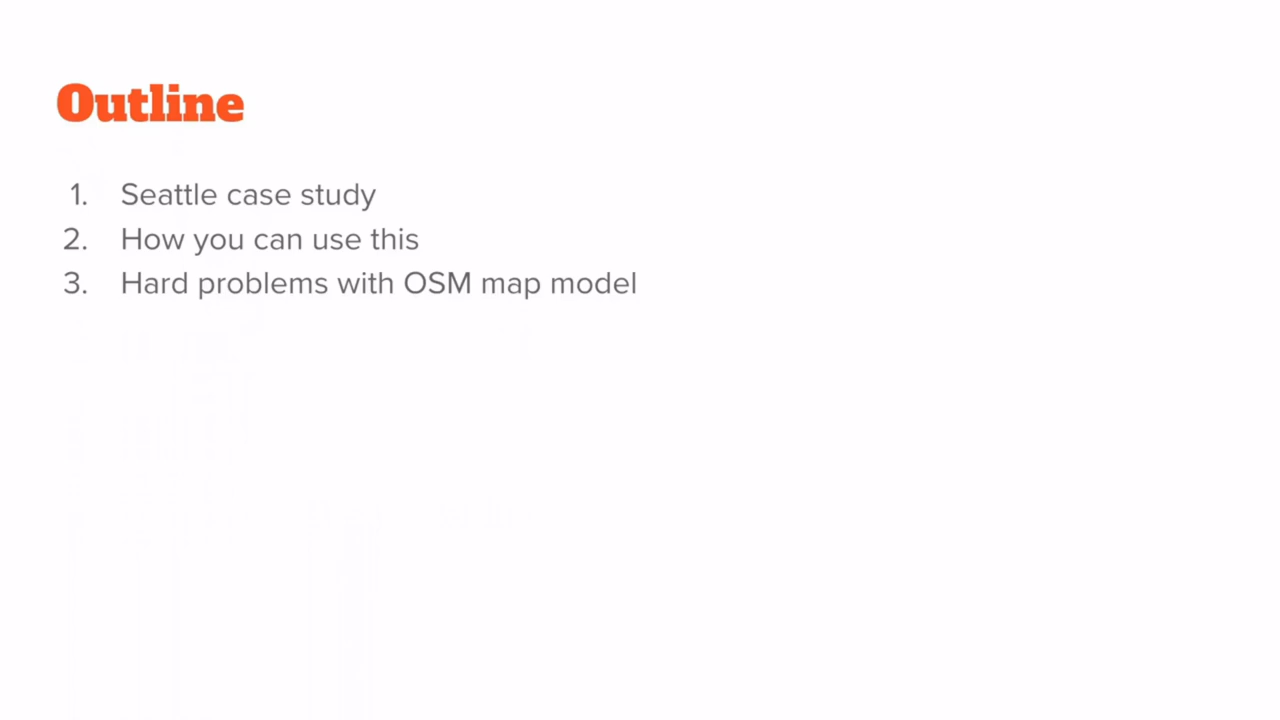 Outline
1. Seattle case study
2. How you can use this
3. Hard problems with OSM map model